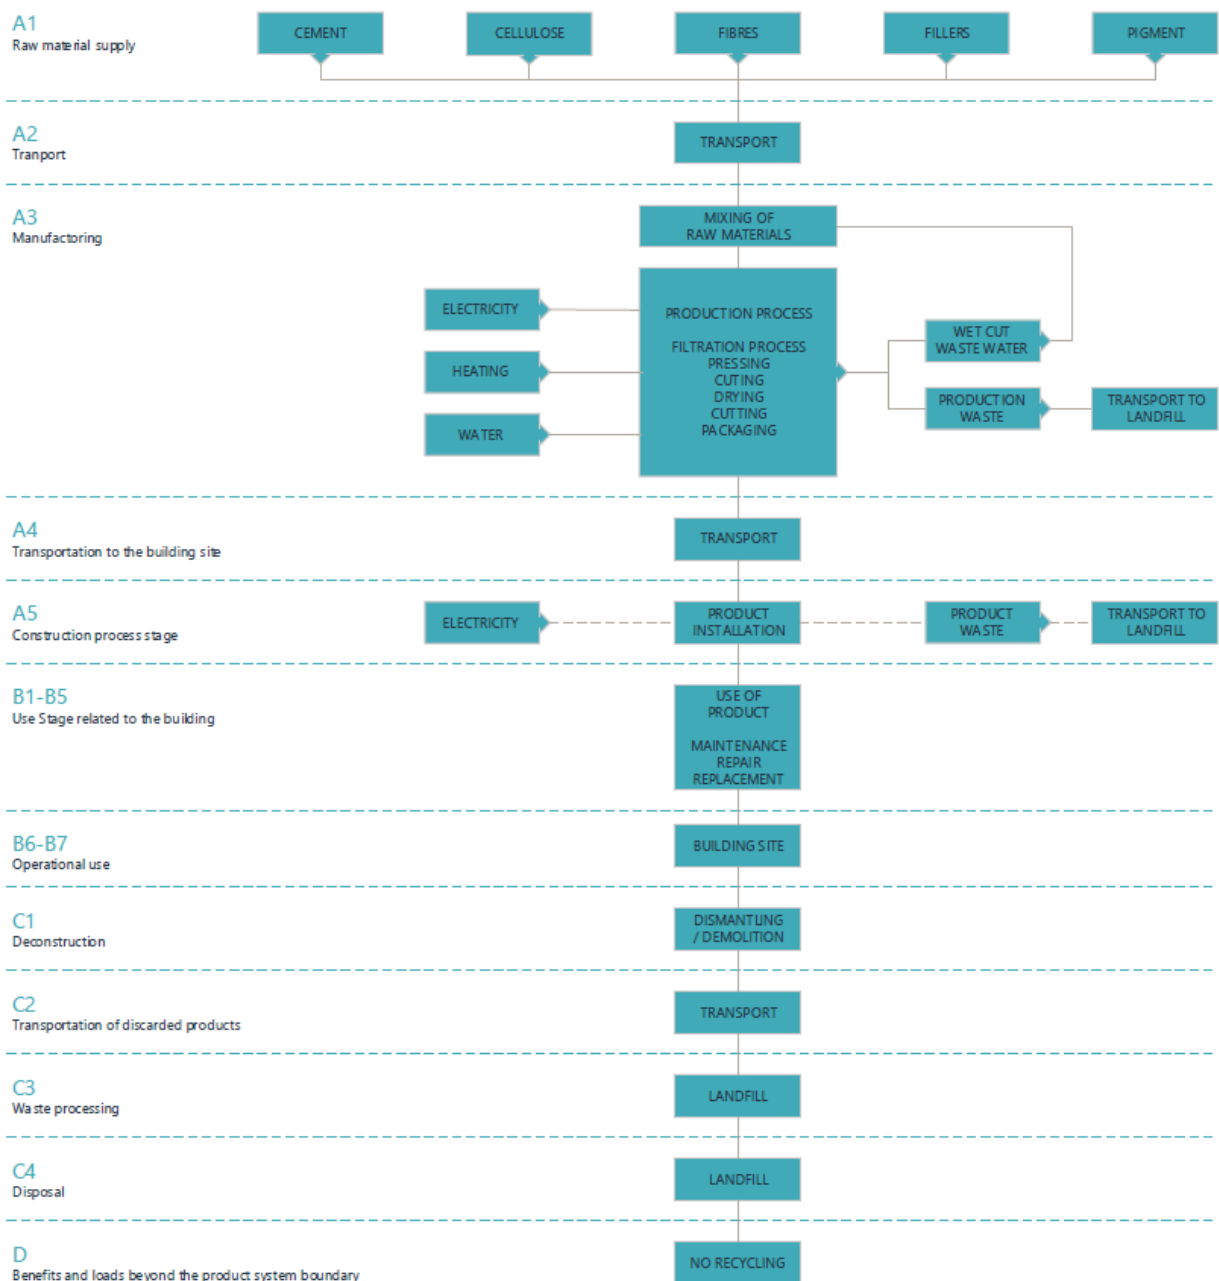 A1
Raw material supply
CEMENT
CELLULOSE
FIBRES
FILLERS
PIGMENT
A2
Tranport
TRANSPORT
A3
Manufactoring
MIXING OF
RAW MATERIALS
ELECTRICITY
HEATING
WATER
PRODUCTION PROCESS
FILTRATION PROCESS
PRESSING
CUTING
DRYING
CUTTING
PACKAGING
WET CUT
WASTE WATER
PRODUCTION
WASTE
TRANSPORT TO
LANDFILL
A4
Transportation to the building site
TRANSPORT
A5
Construction process stage
ELECTRICITY
PRODUCT
INSTALLATION
PRODUCT
WASTE
TRANSPORT TO
LANDFILL
B1-B5
Use Stage related to the building
USE OF
PRODUCT
MAINTENANCE
REPAIR
REPLACEMENT
B6-B7
Operational use
BUILDING SITE
C1
Deconstruction
DISMANTLING
/ DEMOLITION
C2
Transportation of discarded products
TRANSPORT
C3
Waste processing
LANDFILL
C4
Disposal
LANDFILL
D
Benefits and loads beyond the product system boundary
NO RECYCLING